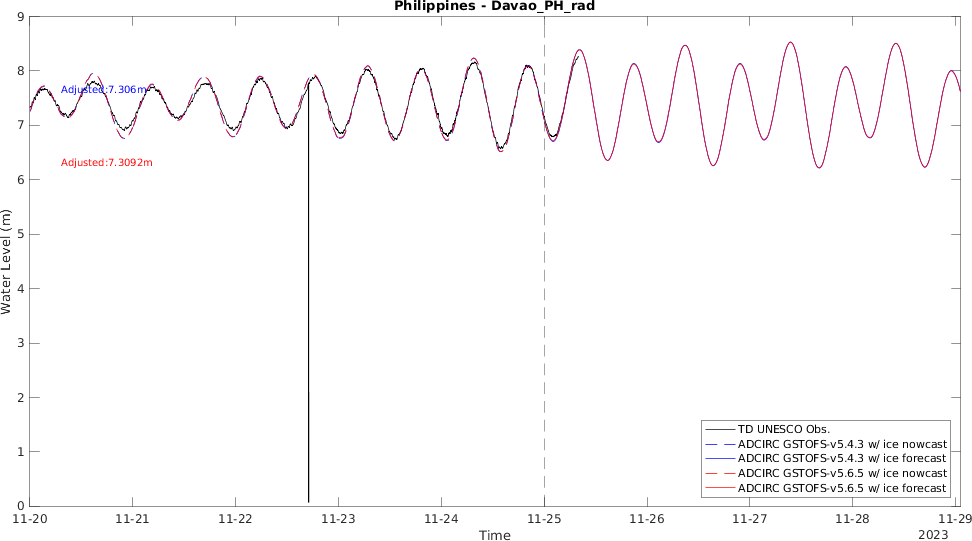 Philippines - Davao_PH_rad
9
8
7
6
5
4
3
2
1
0
Water Level (m)
Adjusted:7.306m
Adjusted:7.3092m
TD UNESCO Obs.
ADCIRC GSTOFS-v5.4.3 w/ ice nowcast
ADCIRC GSTOFS-v5.4.3 w/ ice forecast
ADCIRC GSTOFS-v5.6.5 w/ ice nowcast
ADCIRC GSTOFS-v5.6.5 w/ ice forecast
11-20 11-21 11-22 11-23 11-24 11-25 11-26 11-27 11-28 11-29
Time
2023